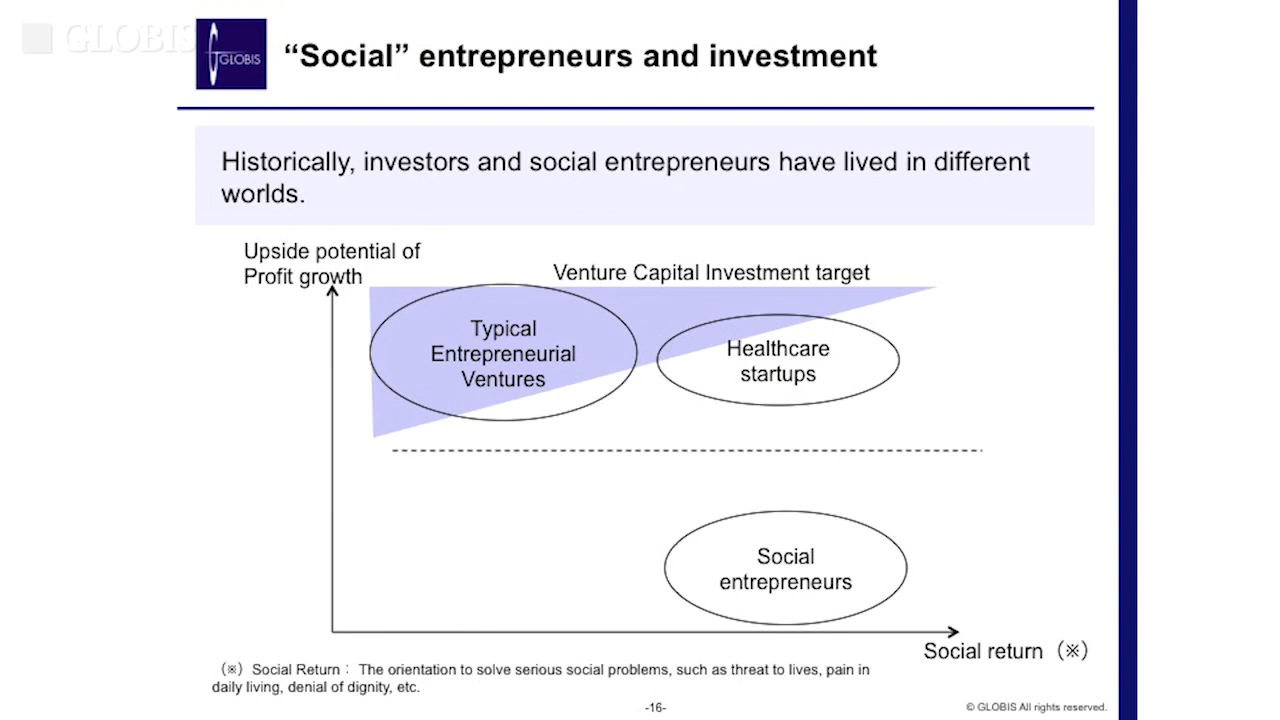 GLOBIS
GLOBIS
“Social” entrepreneurs and investment
Historically, investors and social entrepreneurs have lived in different
worlds.
Upside potential of
Profit growth
Venture Capital Investment target
Typical
Entrepreneurial
Ventures
Healthcare
startups
Social
entrepreneurs
Social return（※）
（※）Social Return： The orientation to solve serious social problems, such as threat to lives, pain in
daily living, denial of dignity, etc.
-16-
© GLOBIS All rights reserved.